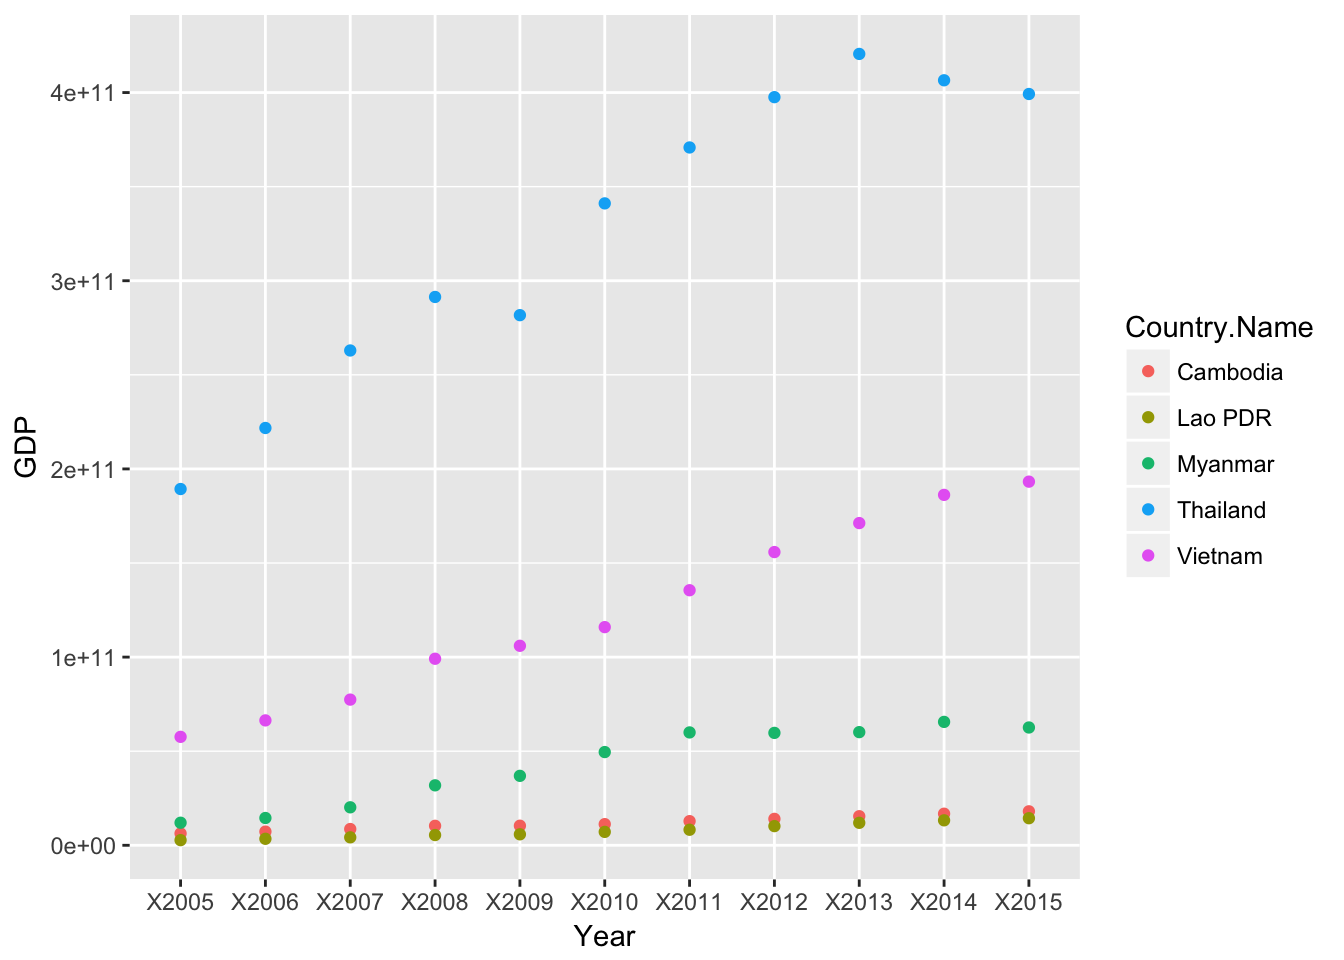 4e+11
3e+11
2e+11
1e+11
0e+00
GDP
X2005 X2006 X2007 X2008 X2009 X2010 X2011 X2012 X2013 X2014 X2015
Year
Country.Name
Cambodia
Lao PDR
Myanmar
Thailand
Vietnam